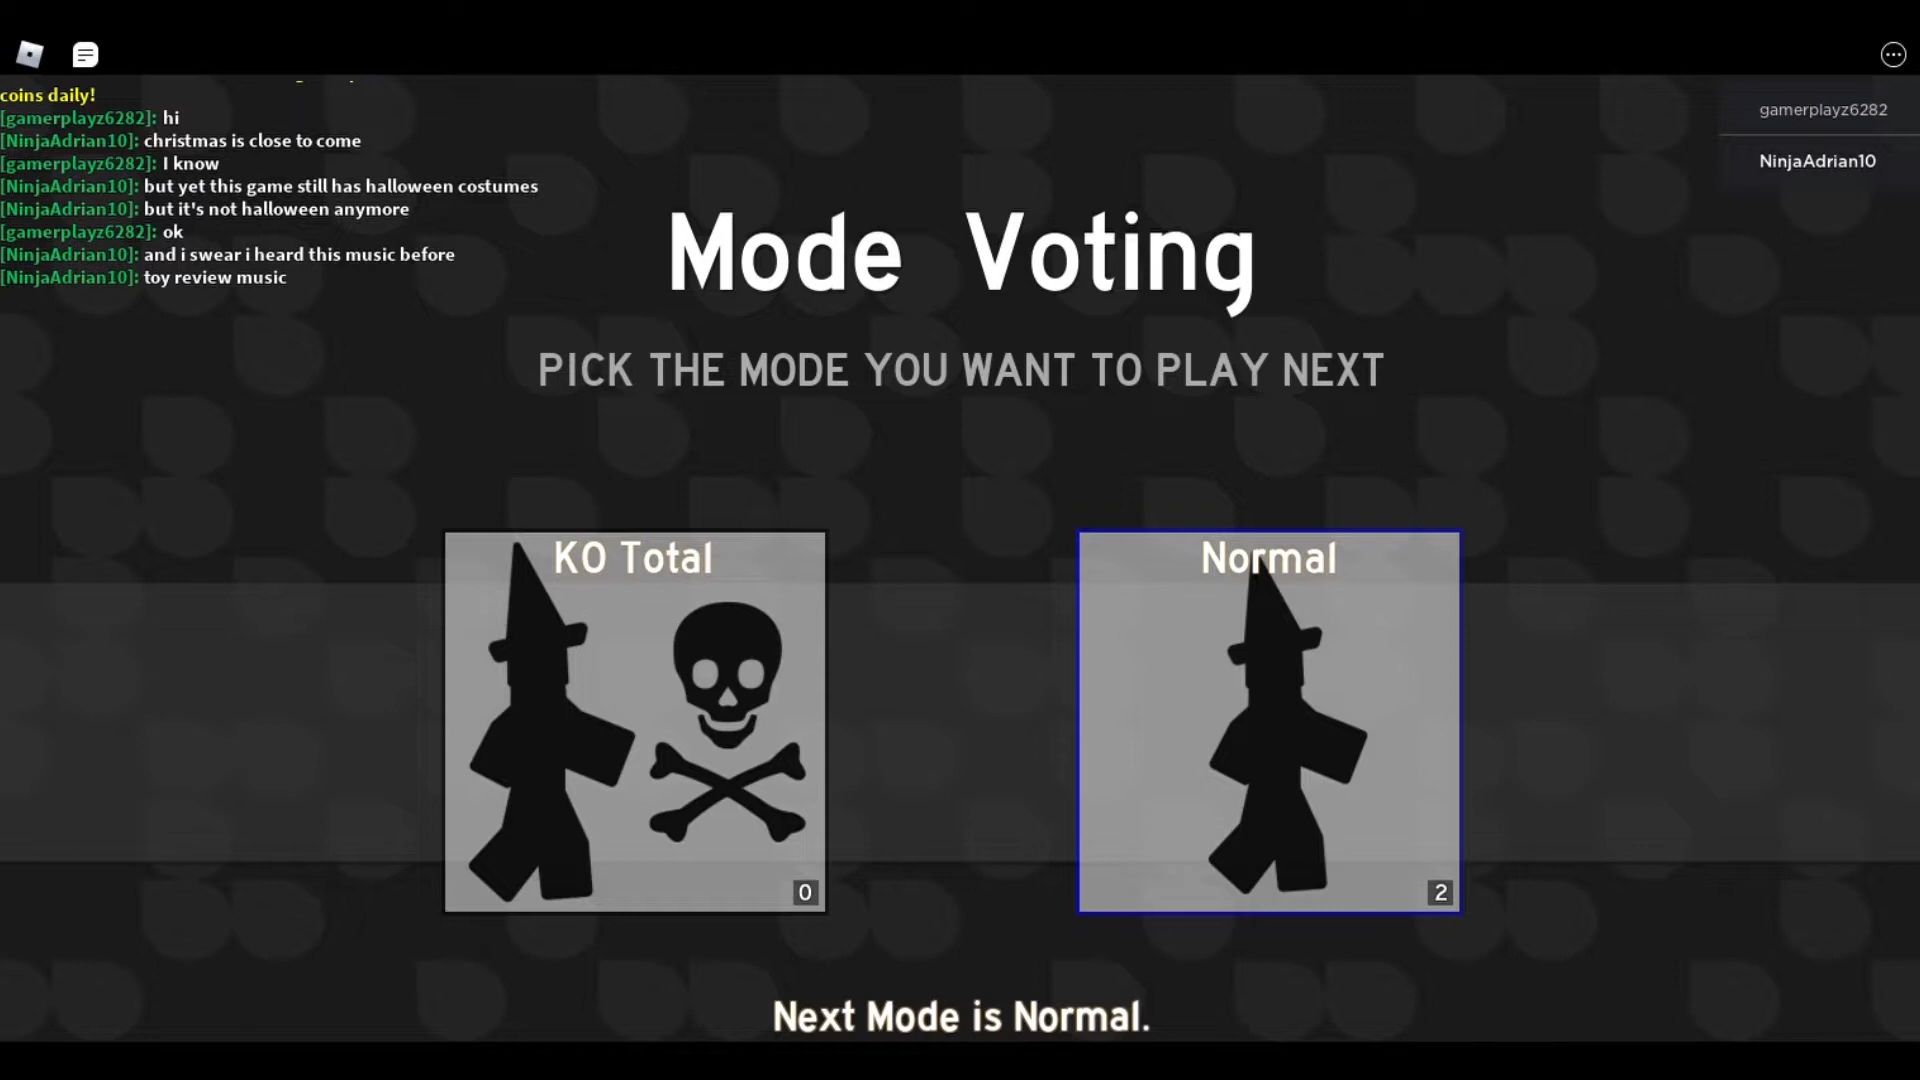 coins daily!
[gamerplayz6282]: hi
[NinjaAdrian10]: christmas is close to come
[gamerplayz6282]: I know
[NinjaAdrian10]: but yet this game still has halloween costumes
[NinjaAdrian10]: but it's not halloween anymore
[gamerplayz6282]: ok
[NinjaAdrian10]: and i swear i heard this music before
[NinjaAdrian10]: toy review music
gamerplayz6282
NinjaAdrian10
Mode Voting
PICK THE MODE YOU WANT TO PLAY NEXT
KO Total
0
Normal
2
Next Mode is Normal.